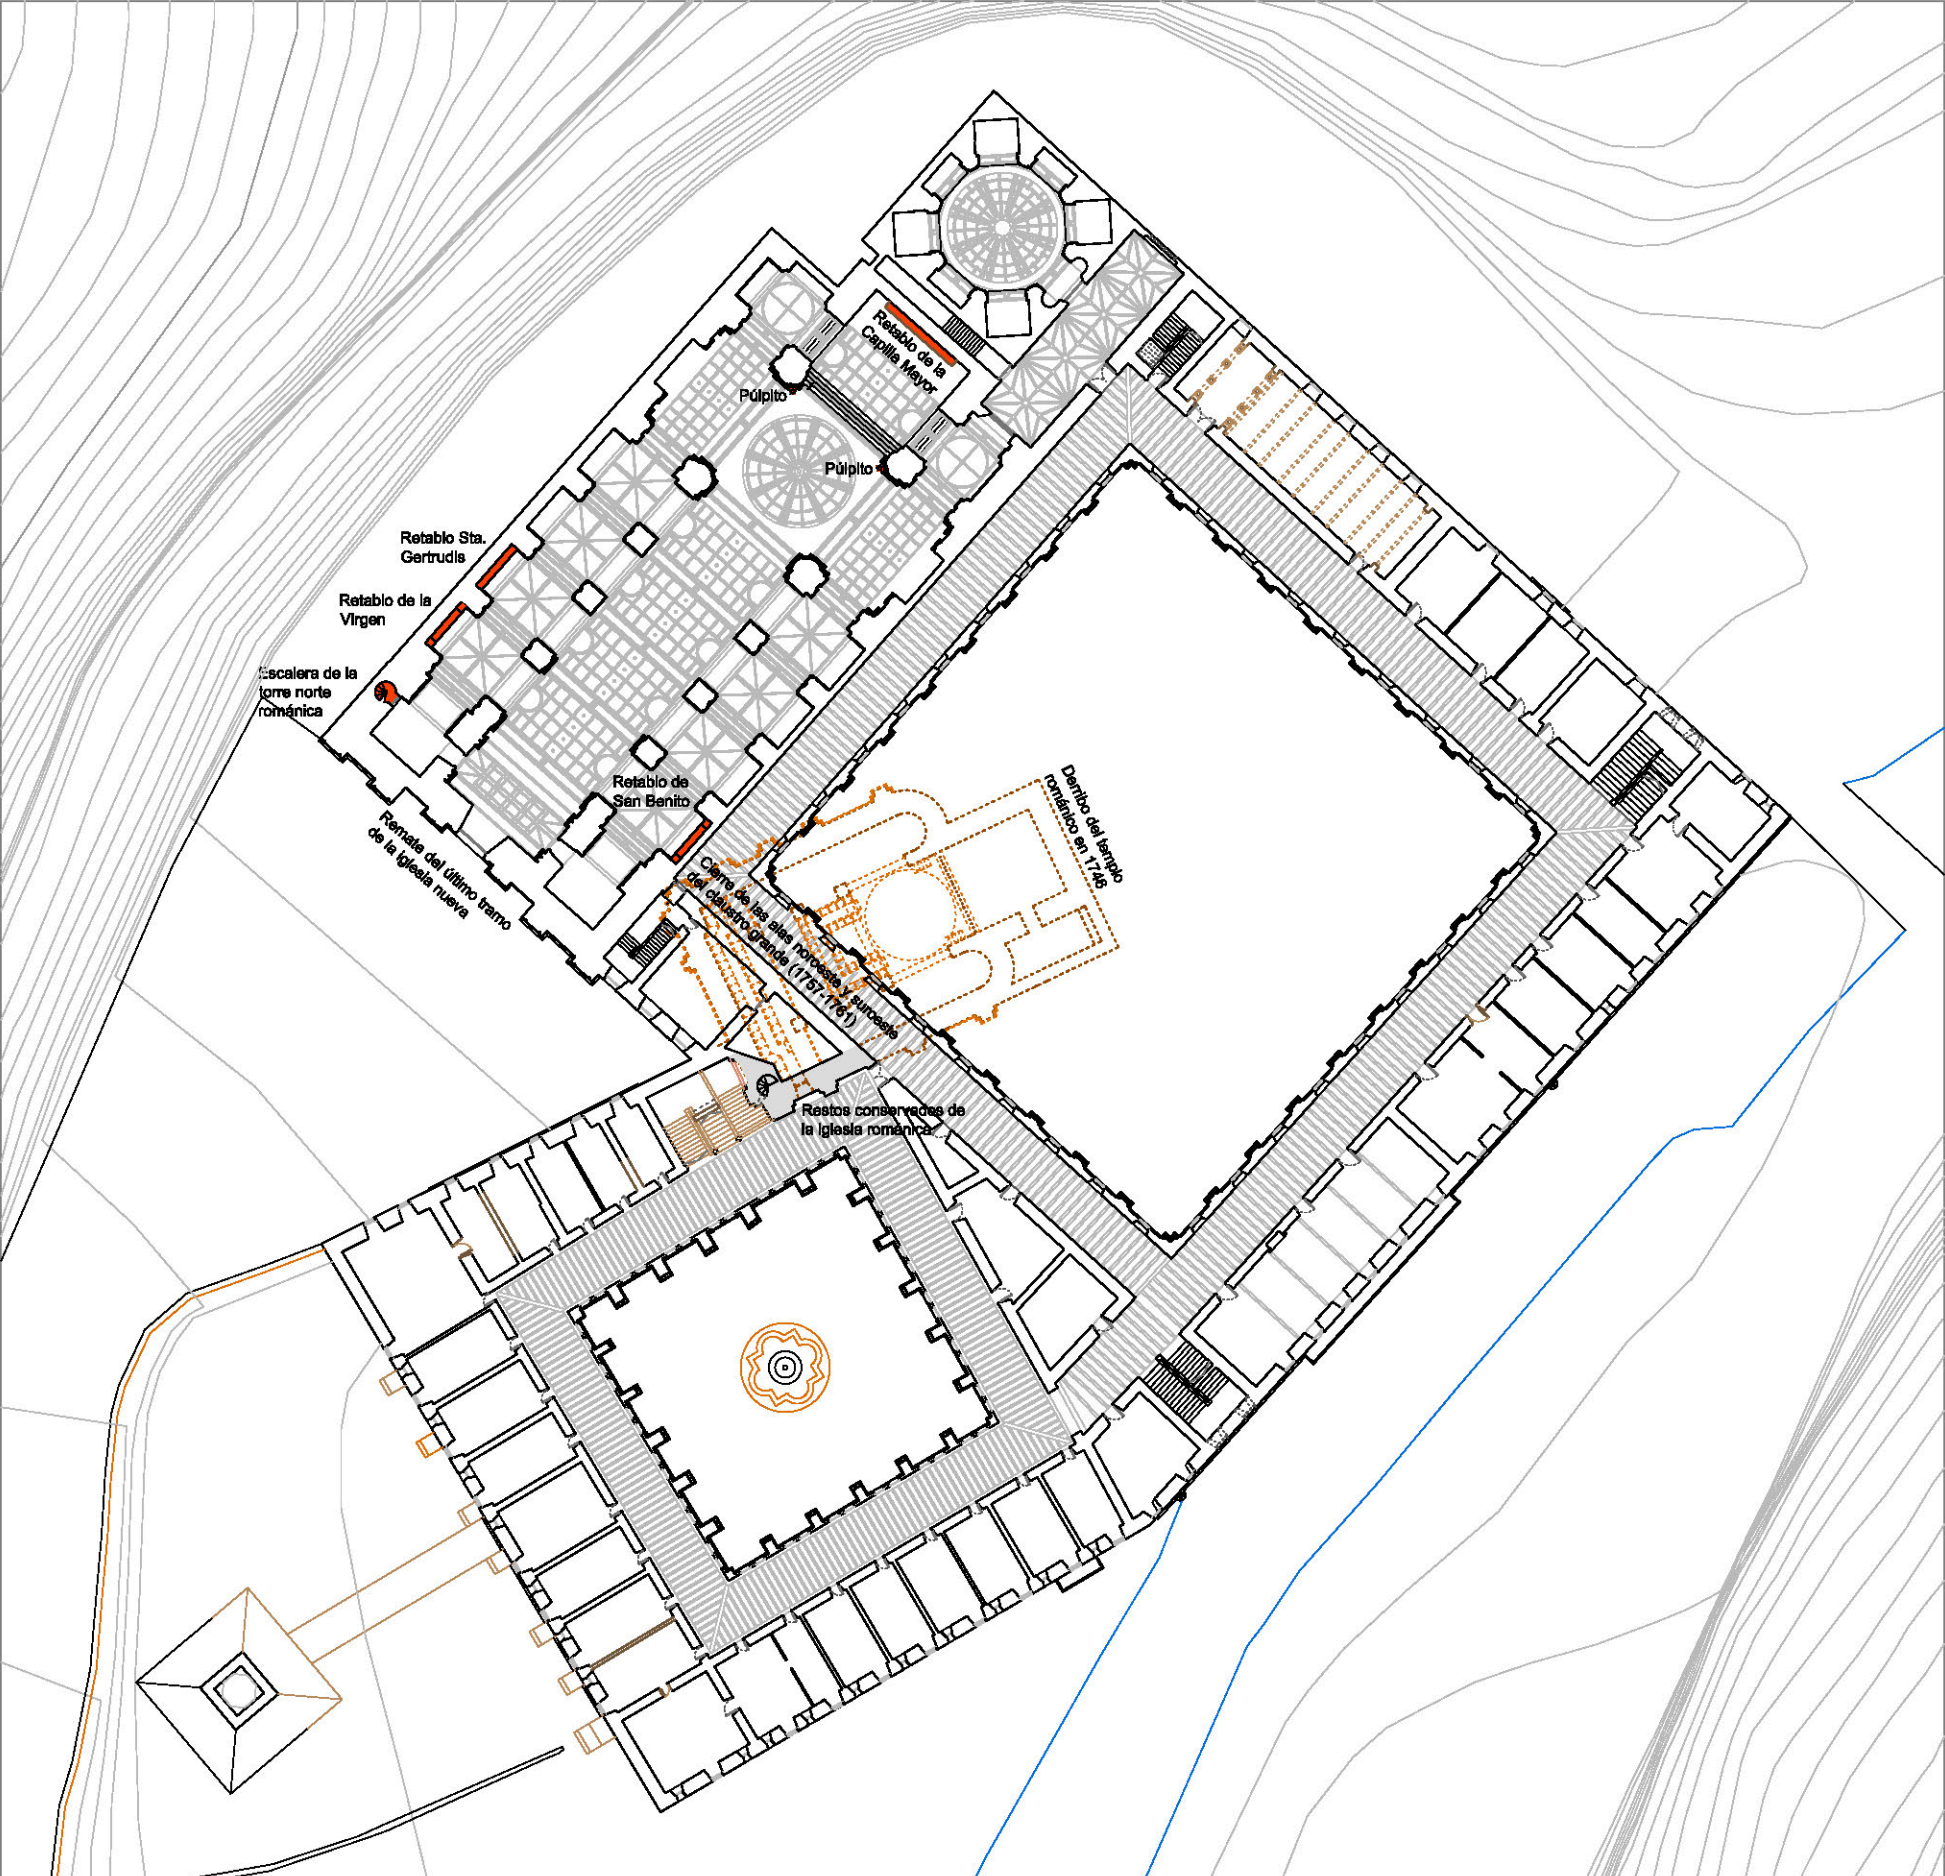 Retablo de la
Capilla Mayor
Púlpito
Púlpito
Retablo Sta.
Gertrudis
Retablo de la
Virgen
Escalera de la
torre norte
románica
Retablo de
San Benito
Remate del último tramo
de la iglesia nueva
Derribo del templo
románico en 1746
Cierre de las alas noroeste y suroeste
del claustro grande (1757-1761)
Restos conservados de
la iglesia románica